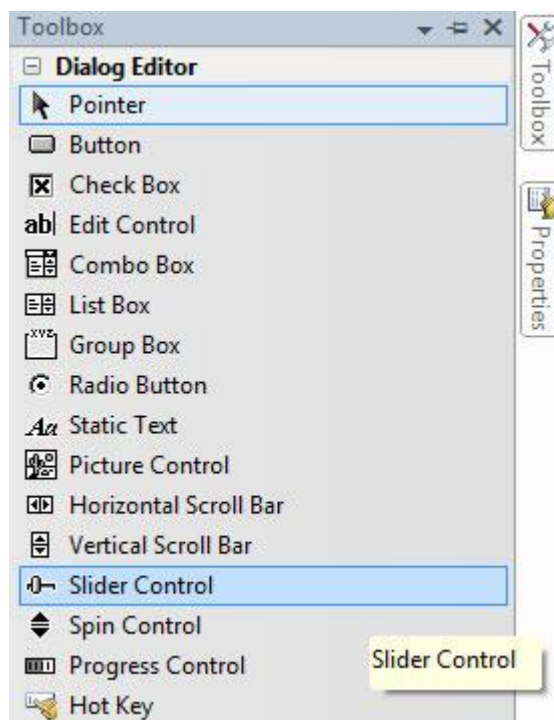 Toolbox
Dialog Editor
Pointer
Button
Check Box
ab Edit Control
Combo Box
List Box
XYZ Group Box
Radio Button
Aa Static Text
Picture Control
Horizontal Scroll Bar
Vertical Scroll Bar
Slider Control
Spin Control
Progress Control
Hot Key
Slider Control
Toolbox
Properties